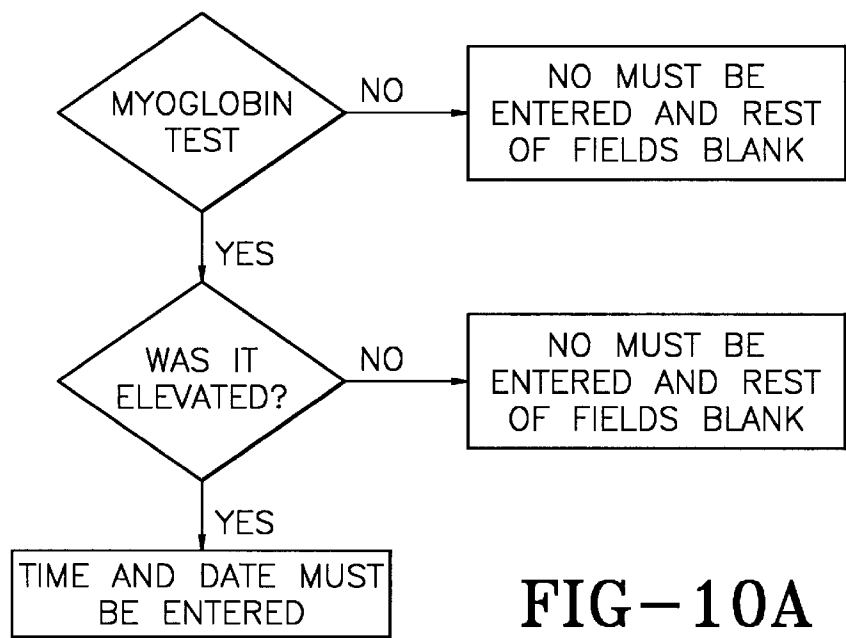 MYOGLOBIN
TEST
NO
NO MUST BE
ENTERED AND REST
OF FIELDS BLANK
YES
WAS IT
ELEVATED?
NO
NO MUST BE
ENTERED AND REST
OF FIELDS BLANK
YES
TIME AND DATE MUST
BE ENTERED
FIG-10A